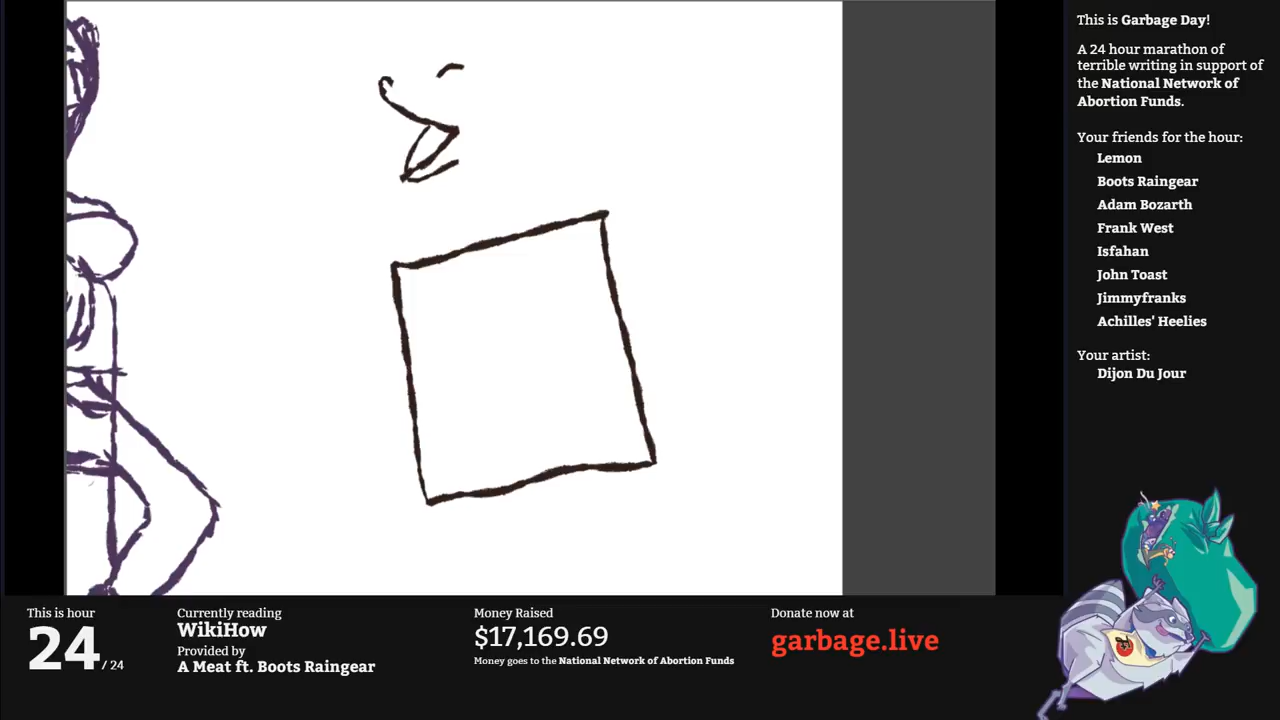 This is Garbage Day!
A 24 hour marathon of
terrible writing in support of
the National Network of
Abortion Funds.
Your friends for the hour:
Lemon
Boots Raingear
Adam Bozarth
Frank West
Isfahan
John Toast
Jimmyfranks
Achilles' Heelies
Your artist:
Dijon Du Jour
This is hour
24 / 24
Currently reading
WikiHow
Provided by
A Meat ft. Boots Raingear
Money Raised
$17,169.69
Money goes to the National Network of Abortion Funds
Donate now at
garbage.live